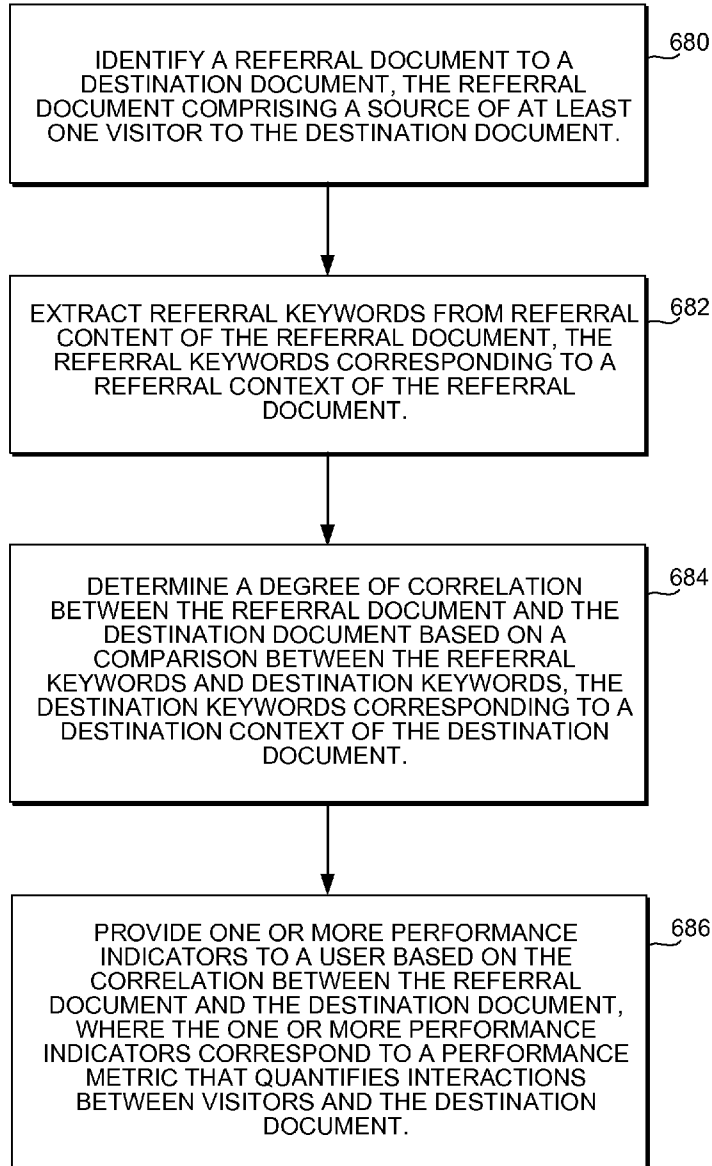 IDENTIFY A REFERRAL DOCUMENT TO A
DESTINATION DOCUMENT, THE REFERRAL
DOCUMENT COMPRISING A SOURCE OF AT LEAST
ONE VISITOR TO THE DESTINATION DOCUMENT.
680
EXTRACT REFERRAL KEYWORDS FROM REFERRAL
CONTENT OF THE REFERRAL DOCUMENT, THE
REFERRAL KEYWORDS CORRESPONDING TO A
REFERRAL CONTEXT OF THE REFERRAL
DOCUMENT.
682
DETERMINE A DEGREE OF CORRELATION
BETWEEN THE REFERRAL DOCUMENT AND THE
DESTINATION DOCUMENT BASED ON A
COMPARISON BETWEEN THE REFERRAL
KEYWORDS AND DESTINATION KEYWORDS, THE
DESTINATION KEYWORDS CORRESPONDING TO A
DESTINATION CONTEXT OF THE DESTINATION
DOCUMENT.
684
PROVIDE ONE OR MORE PERFORMANCE
INDICATORS TO A USER BASED ON THE
CORRELATION BETWEEN THE REFERRAL
DOCUMENT AND THE DESTINATION DOCUMENT,
WHERE THE ONE OR MORE PERFORMANCE
INDICATORS CORRESPOND TO A PERFORMANCE
METRIC THAT QUANTIFIES INTERACTIONS
BETWEEN VISITORS AND THE DESTINATION
DOCUMENT.
686